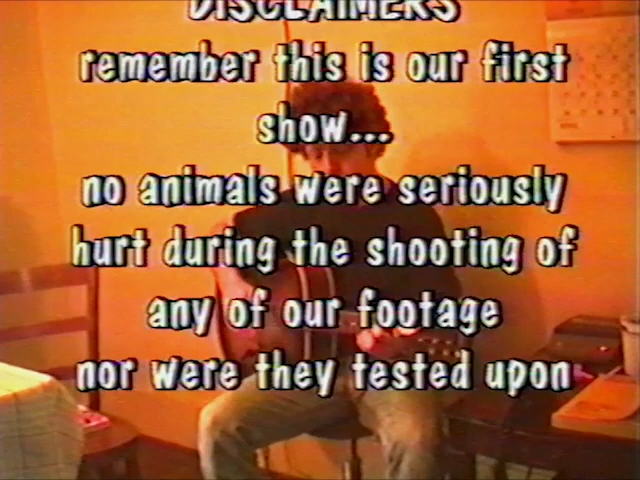 DISCLAIMERS
remember this is our first
show...
no animals were seriously
hurt during the shooting of
any of our footage
nor were they tested upon